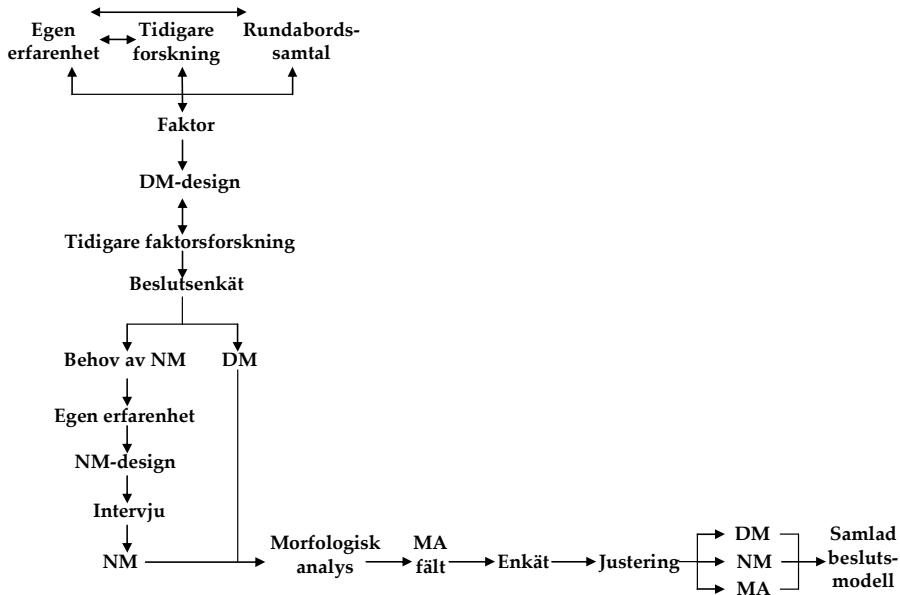 Egen
erfarenhet
Tidigare
forskning
Rundabords-
samtal
Faktor
DM-design
Tidigare faktorsforskning
Beslutsenkät
Behov av NM
DM
Egen erfarenhet
NM-design
Intervju
NM
Morfologisk
analys
MA
fält
Enkät
Justering
DM
NM
MA
Samlad
besluts-
modell